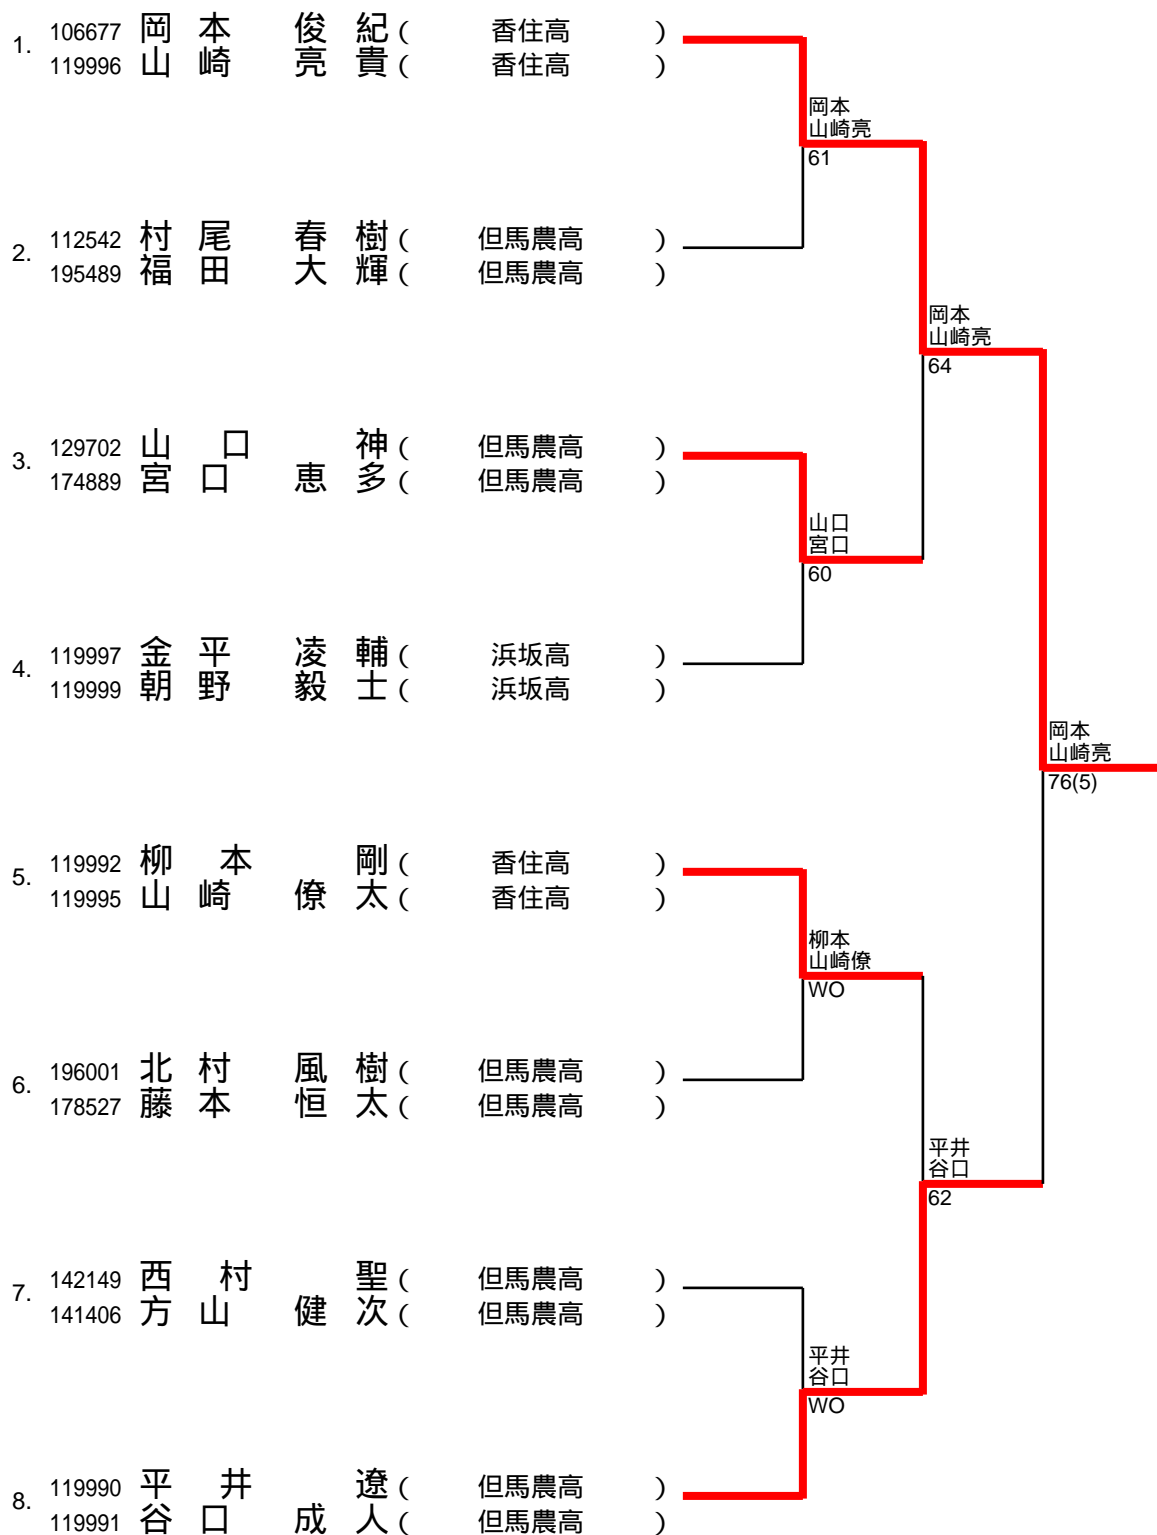 1. 106677 岡本 俊紀 ( 香住高 )
119996 山崎 亮貴 ( 香住高 )
岡本
山崎亮
61
2. 112542 村尾 春樹 ( 但馬農高 )
195489 福田 大輝 ( 但馬農高 )
岡本
山崎亮
64
3. 129702 山口 神 ( 但馬農高 )
174889 宮口 恵多 ( 但馬農高 )
山口
宮口
60
4. 119997 金平 凌輔 ( 浜坂高 )
119999 朝野 毅士 ( 浜坂高 )
岡本
山崎亮
76(5)
5. 119992 柳本 剛 ( 香住高 )
119995 山崎 僚太 ( 香住高 )
柳本
山崎僚
WO
6. 196001 北村 風樹 ( 但馬農高 )
178527 藤本 恒太 ( 但馬農高 )
平井
谷口
62
7. 142149 西村 聖 ( 但馬農高 )
141406 方山 健次 ( 但馬農高 )
平井
谷口
WO
8. 119990 平井 遼 ( 但馬農高 )
119991 谷口 成人 ( 但馬農高 )